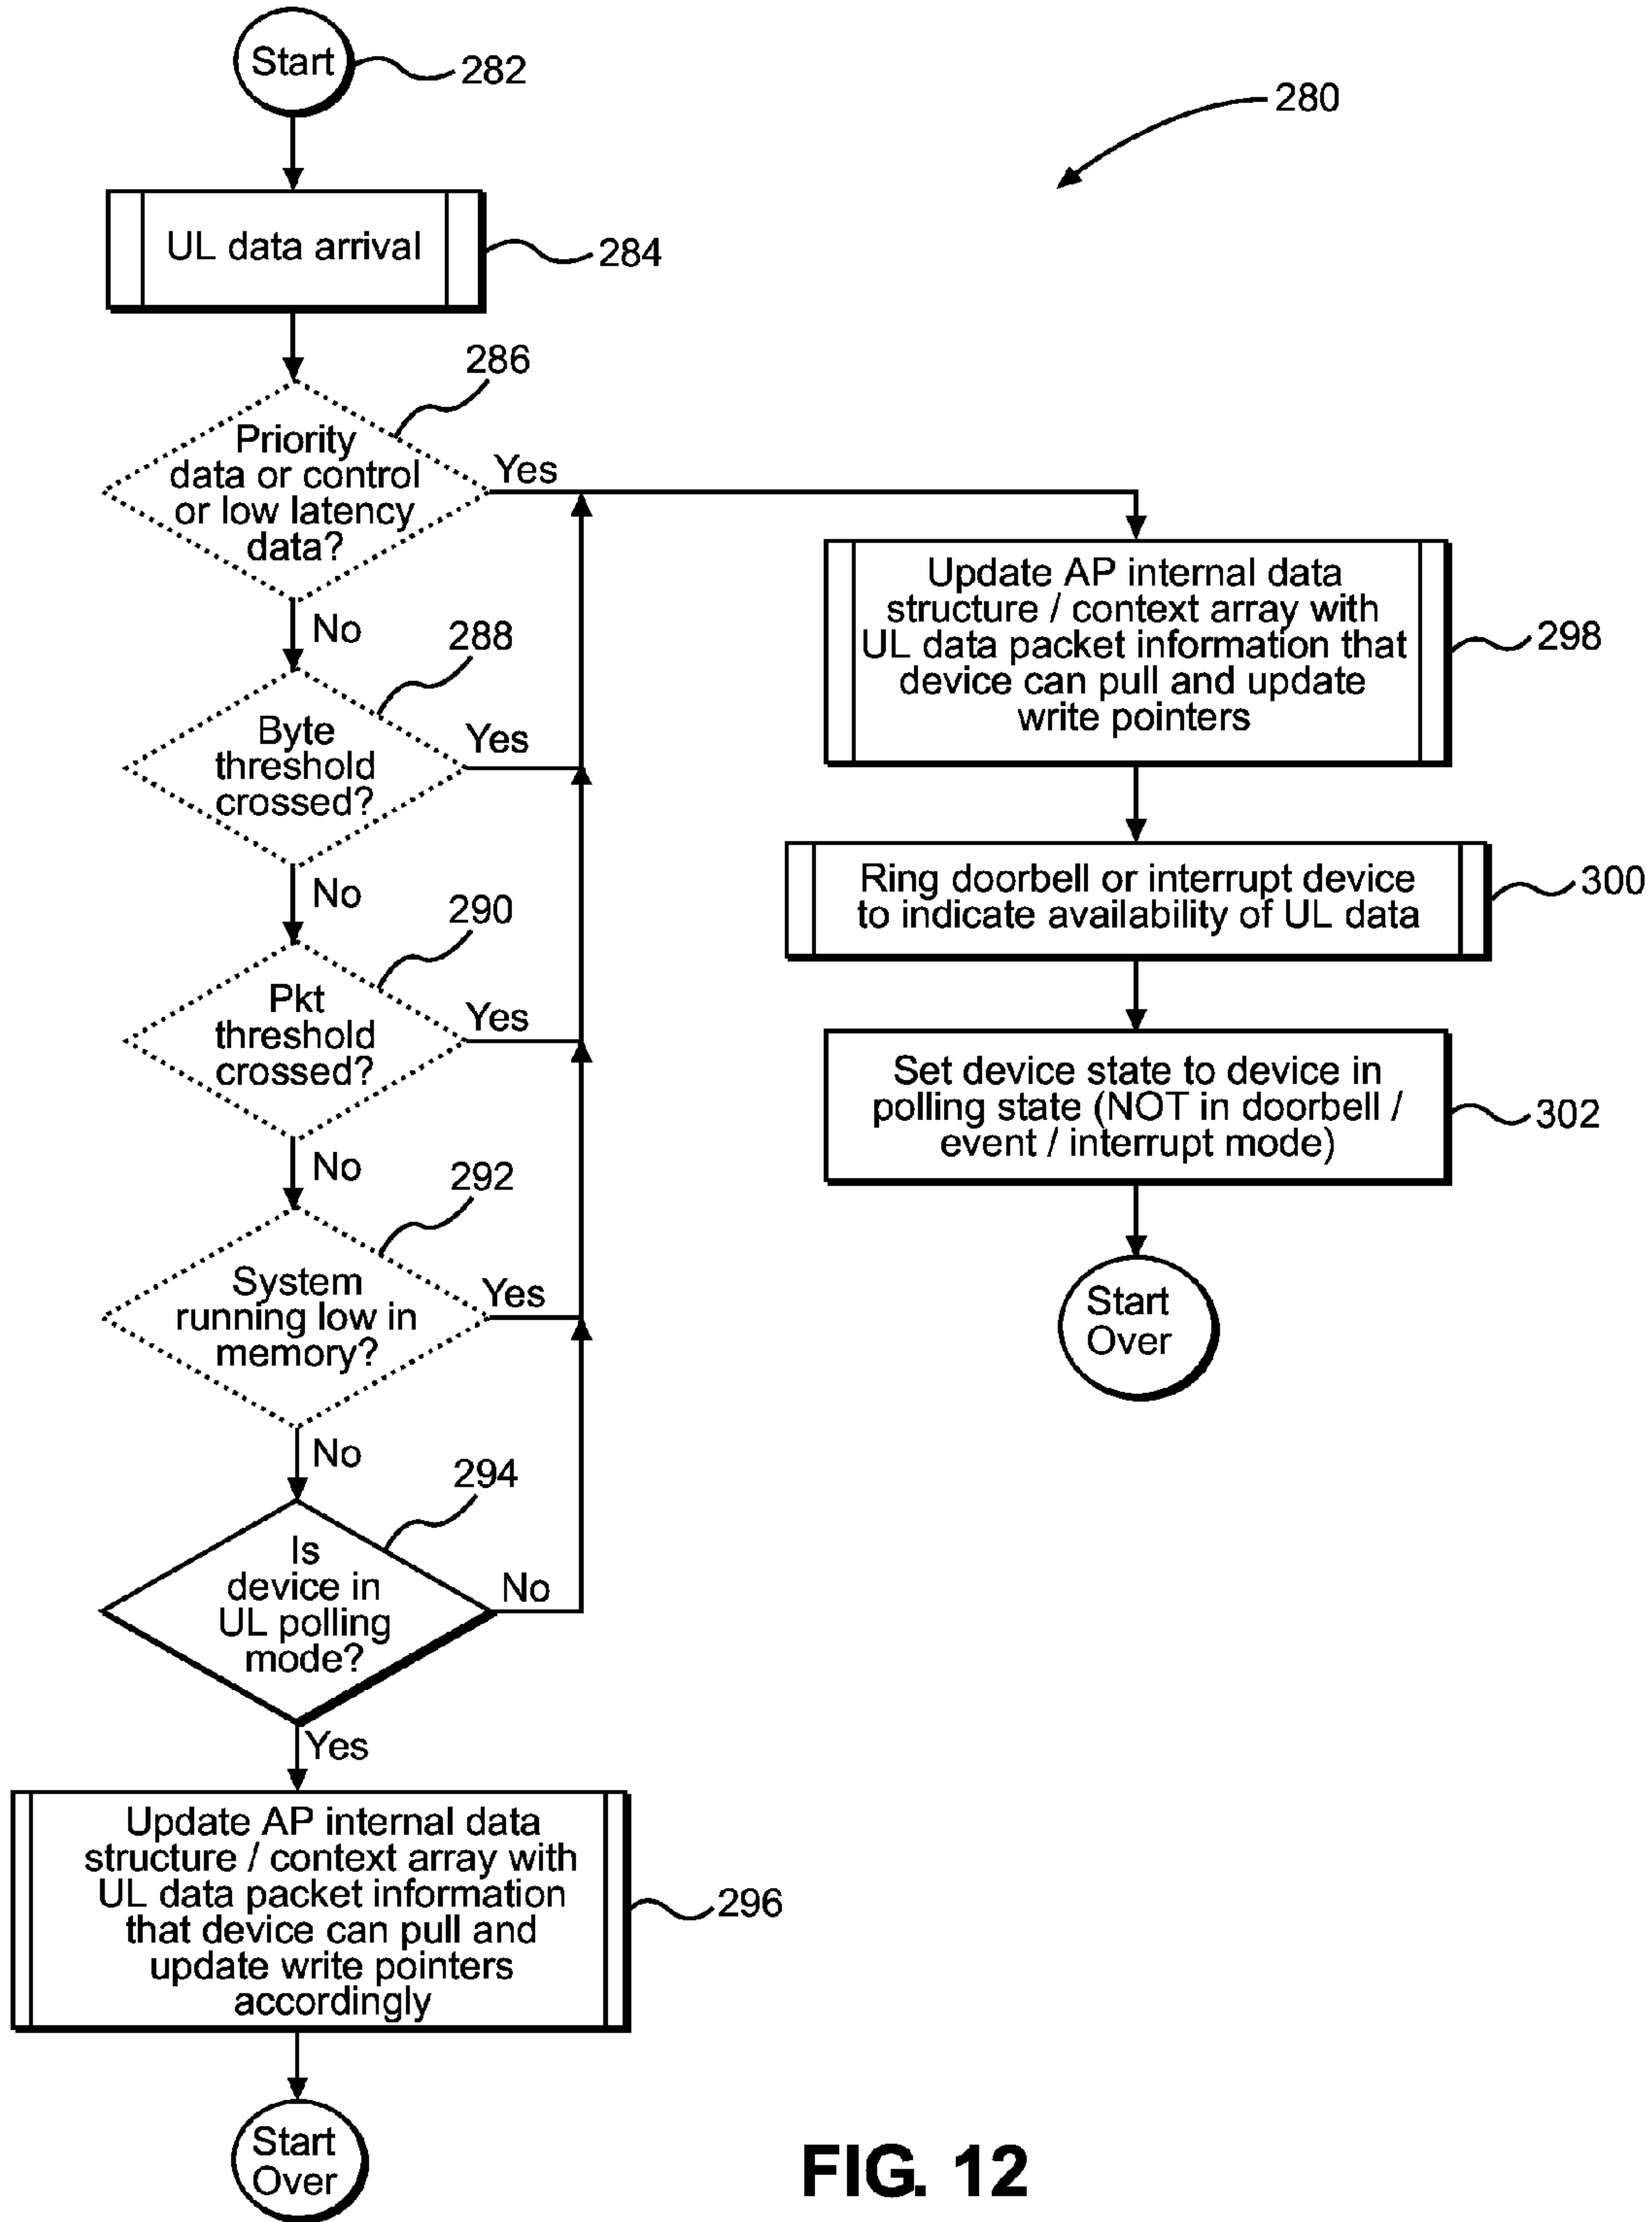 Start
282
280
UL data arrival
284
286
Priority
data or control
or low latency
data?
Yes
No
288
Byte
threshold
crossed?
Yes
No
290
Pkt
threshold
crossed?
Yes
No
292
System
running low in
memory?
Yes
No
294
Is
device in
UL polling
mode?
No
Yes
Update AP internal data
structure / context array with
UL data packet information
that device can pull and
update write pointers
accordingly
296
Start
Over
Update AP internal data
structure / context array with
UL data packet information that
device can pull and update
write pointers
298
Ring doorbell or interrupt device
to indicate availability of UL data
300
Set device state to device in
polling state (NOT in doorbell /
event / interrupt mode)
302
Start
Over
FIG. 12